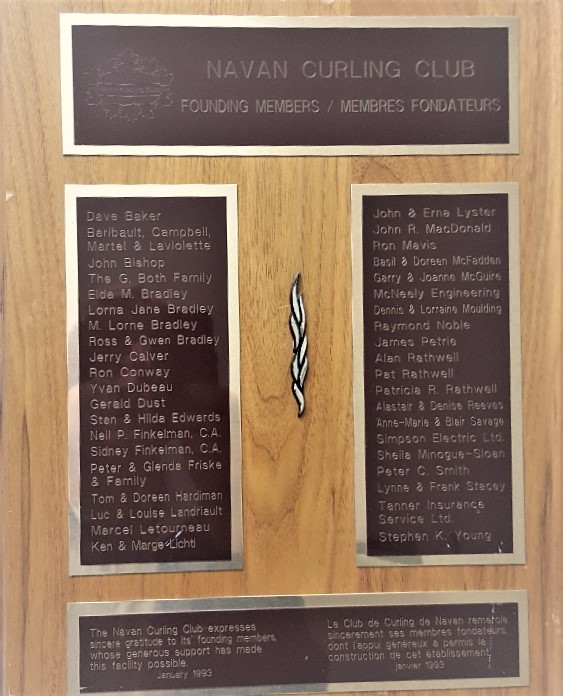 NAVAN CURLING CLUB
FOUNDING MEMBERS / MEMBRES FONDATEURS
Dave Baker
Baribault, Campbell,
Martel & Laviolette
John Bishop
The G. Both Family
Elda M. Bradley
Lorna Jane Bradley
M. Lorne Bradley
Ross & Gwen Bradley
Jerry Calver
Ron Conway
Yvan Dubeau
Gerald Dust
Stan & Hilda Edwards
Neil P. Finkelman, C.A.
Sidney Finkelman, C.A.
Peter & Glenda Friske
& Family
Tom & Doreen Hardiman
Luc & Louise Landriault
Marcel Letourneau
Ken & Marge Lichti
John & Erna Lyster
John R. MacDonald
Ron Mavis
Basil & Doreen McFadden
Garry & Joanne McGuire
McNeely Engineering
Dennis & Lorraine Moulding
Raymond Noble
James Petrie
Alan Rathwell
Pat Rathwell
Patricia R. Rathwell
Alastair & Denise Reeves
Anne-Marie & Blair Savage
Simpson Electric Ltd.
Sheila Minogue-Sloan
Peter C. Smith
Lynne & Frank Stacey
Tanner Insurance
Service Ltd.
Stephen K. Young
The Navan Curling Club expresses
sincere gratitude to its founding members,
whose generous support has made
this facility possible.
January 1993
Le Club de Curling de Navan remercie
sincerement ses membres fondateurs,
dont l'appui genereux a permis la
construction de cet établissement.
janvier 1993